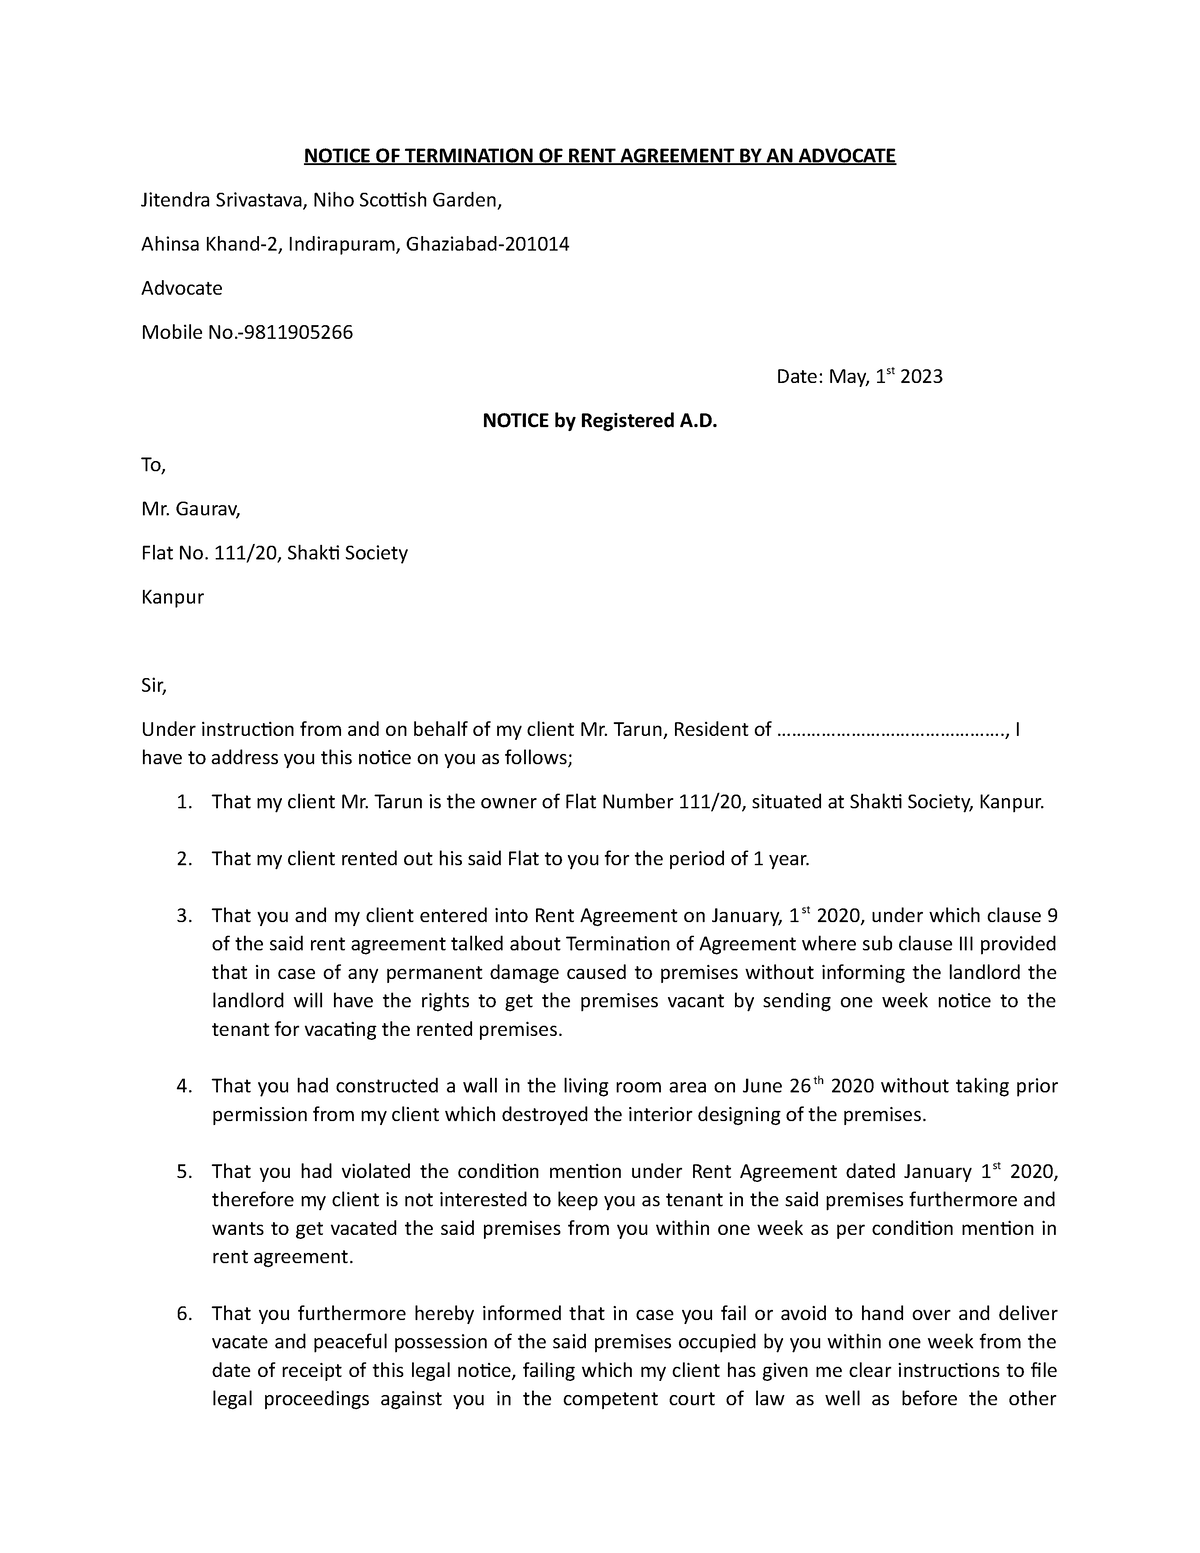 NOTICE OF TERMINATION OF RENT AGREEMENT BY AN ADVOCATE
Jitendra Srivastava, Niho Scottish Garden,
Ahinsa Khand-2, Indirapuram, Ghaziabad-201014
Advocate
Mobile No.-9811905266
Date: May, 1st 2023
NOTICE by Registered A.D.
To,
Mr. Gaurav,
Flat No. 111/20, Shakti Society
Kanpur
Sir,
Under instruction from and on behalf of my client Mr. Tarun, Resident of ……………………………………….., I
have to address you this notice on you as follows;
1. That my client Mr. Tarun is the owner of Flat Number 111/20, situated at Shakti Society, Kanpur.
2. That my client rented out his said Flat to you for the period of 1 year.
3. That you and my client entered into Rent Agreement on January, 1st 2020, under which clause 9
of the said rent agreement talked about Termination of Agreement where sub clause III provided
that in case of any permanent damage caused to premises without informing the landlord the
landlord will have the rights to get the premises vacant by sending one week notice to the
tenant for vacating the rented premises.
4. That you had constructed a wall in the living room area on June 26th 2020 without taking prior
permission from my client which destroyed the interior designing of the premises.
5. That you had violated the condition mention under Rent Agreement dated January 1st 2020,
therefore my client is not interested to keep you as tenant in the said premises furthermore and
wants to get vacated the said premises from you within one week as per condition mention in
rent agreement.
6. That you furthermore hereby informed that in case you fail or avoid to hand over and deliver
vacate and peaceful possession of the said premises occupied by you within one week from the
date of receipt of this legal notice, failing which my client has given me clear instructions to file
legal proceedings against you in the competent court of law as well as before the other